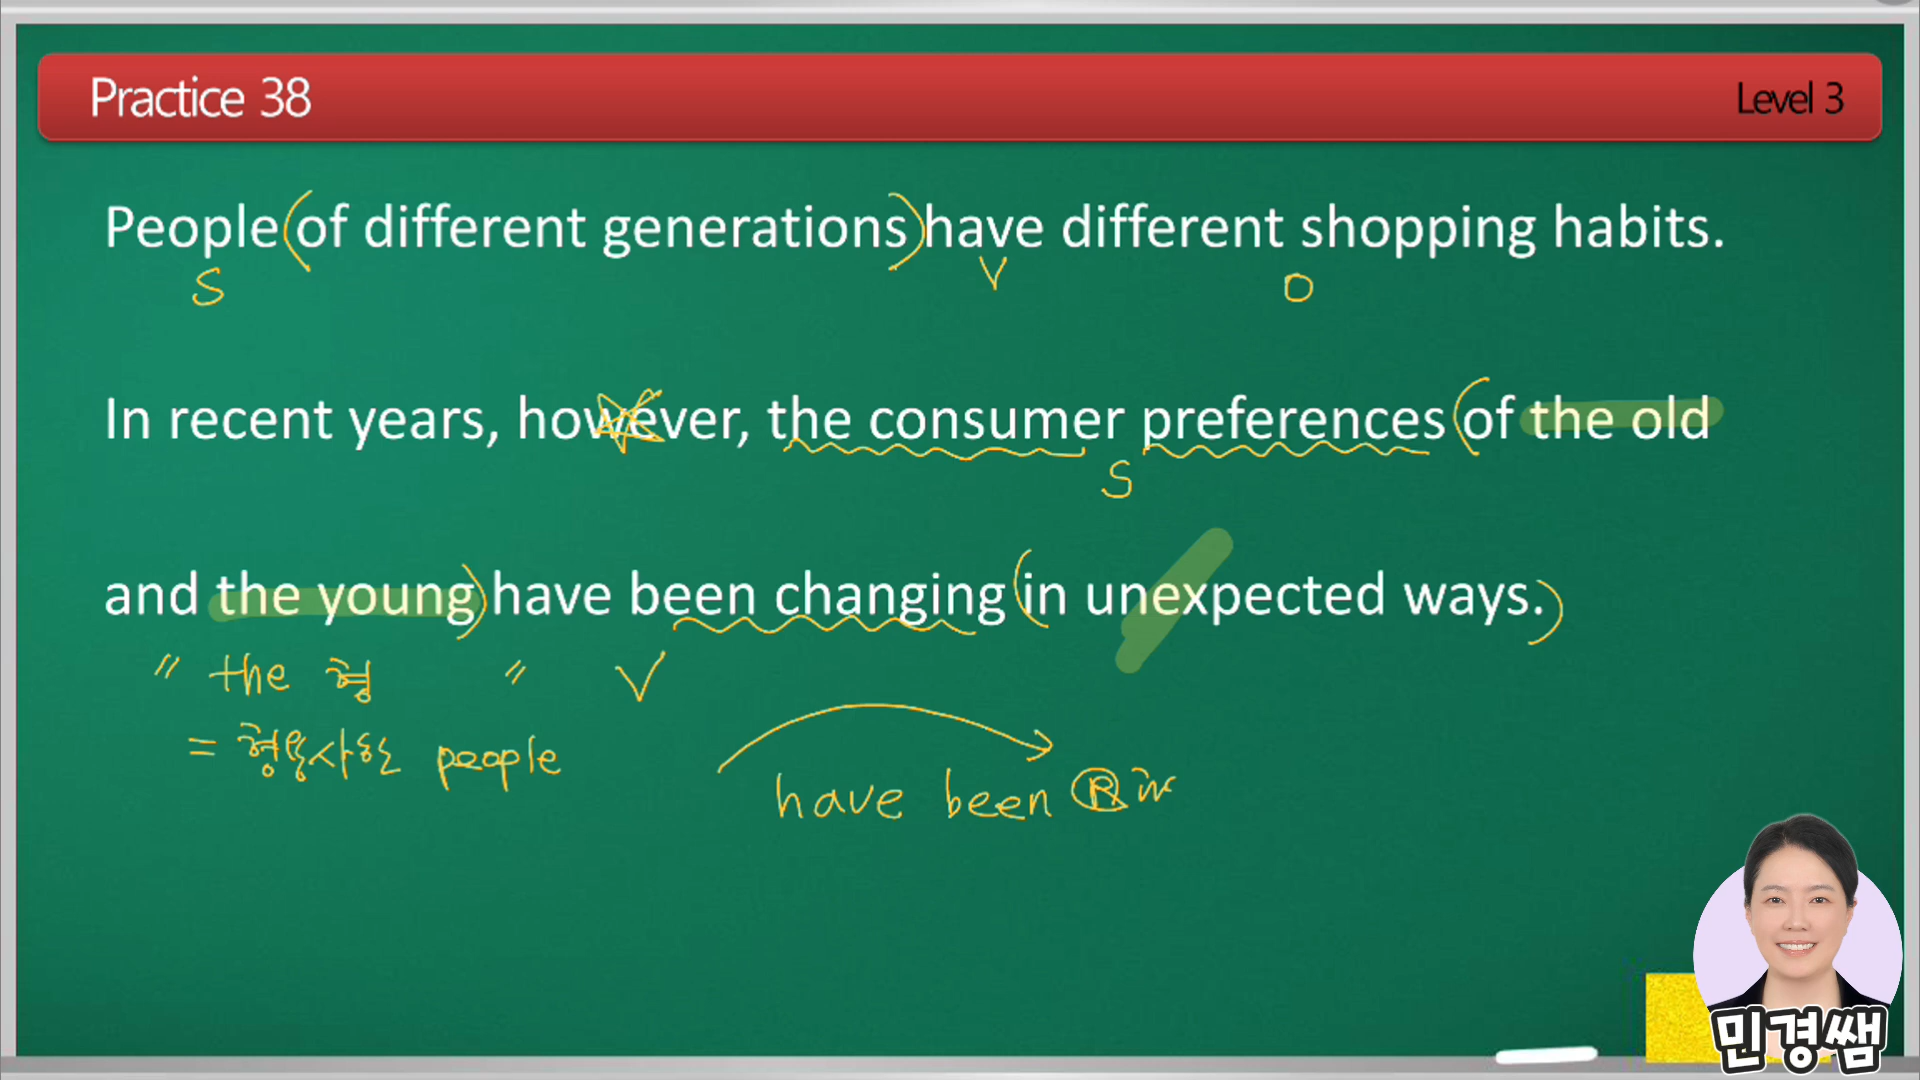 Practice 38
Level 3
People (of different generations) have different shopping habits.
S V O
In recent years, however, the consumer preferences (of the old
S
and the young) have been changing (in unexpected ways.)
〃 the 형 〃 V
= 형용사한 people
have been Ⓡing
민경쌤